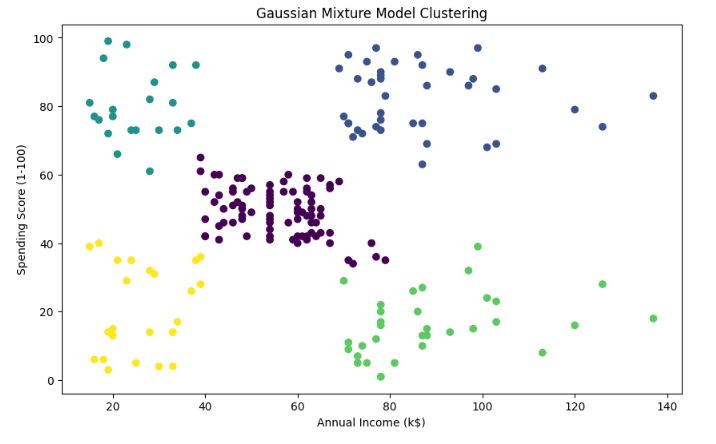 Gaussian Mixture Model Clustering
100
80
60
40
20
0
Spending Score (1-100)
20 40 60 80 100 120 140
Annual Income (k$)